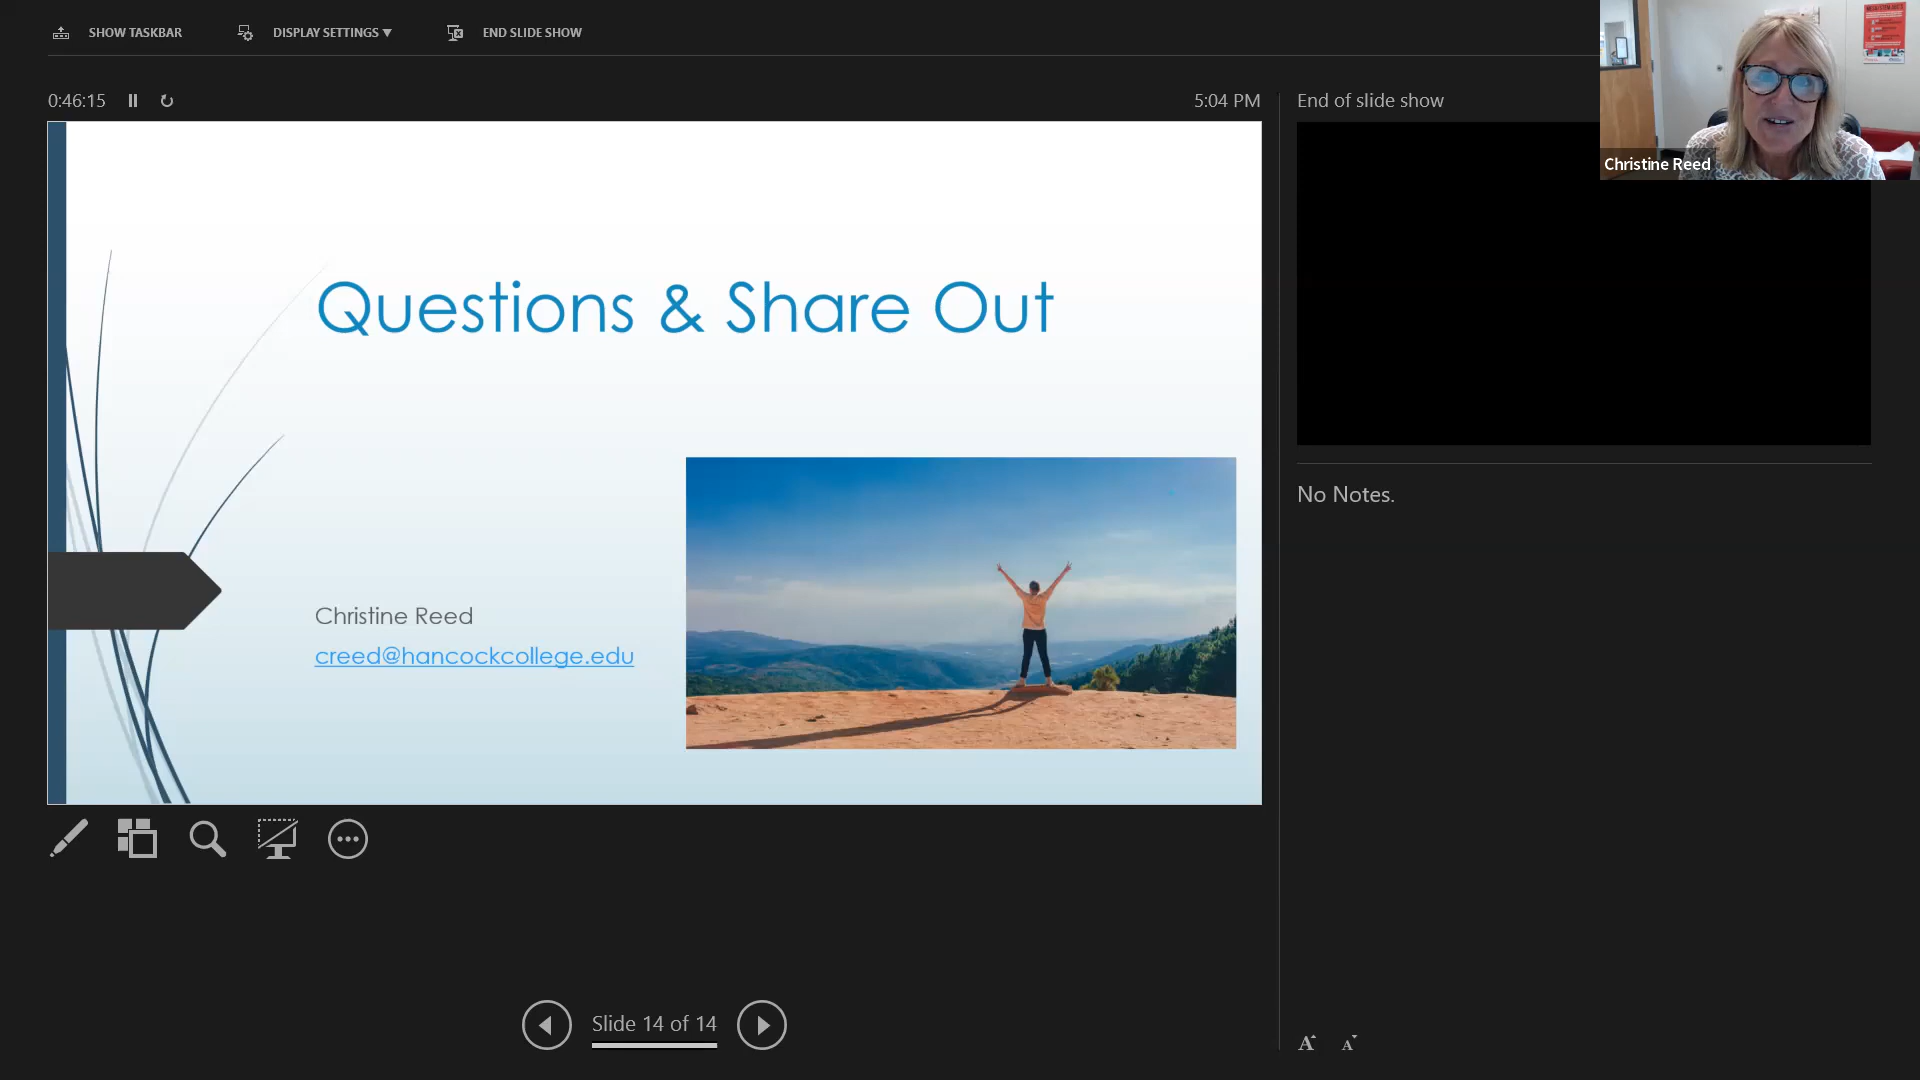 SHOW TASKBAR
DISPLAY SETTINGS ▼
END SLIDE SHOW
0:46:15
5:04 PM
End of slide show
Christine Reed
Questions & Share Out
Christine Reed
creed@hancockcollege.edu
No Notes.
Slide 14 of 14
A A